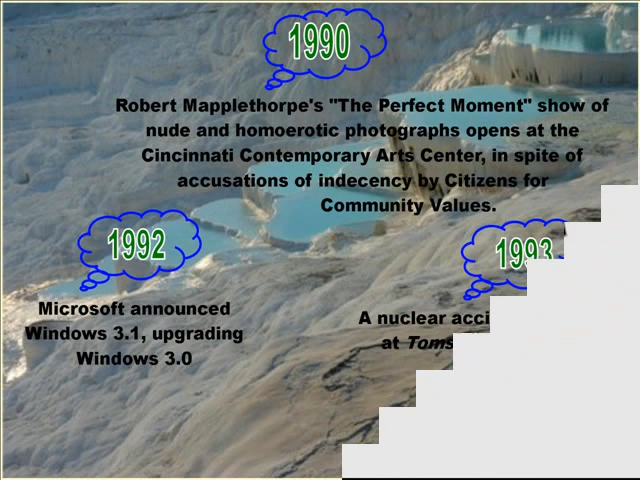 1990
Robert Mapplethorpe's "The Perfect Moment" show of
nude and homoerotic photographs opens at the
Cincinnati Contemporary Arts Center, in spite of
accusations of indecency by Citizens for
Community Values.
1992
Microsoft announced
Windows 3.1, upgrading
Windows 3.0
1993
A nuclear
at